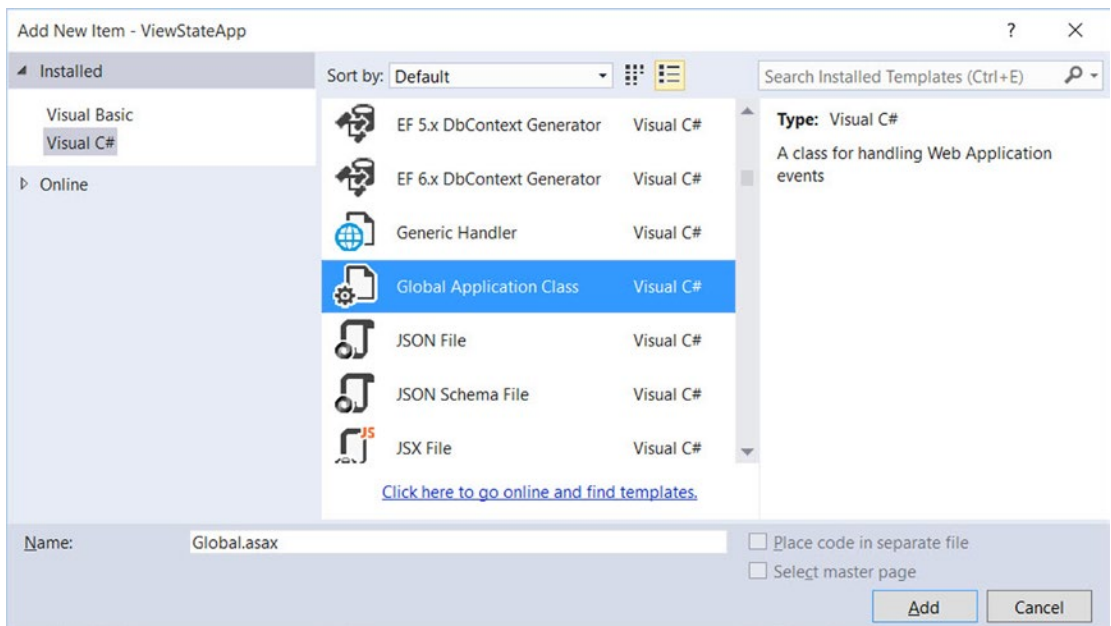 Add New Item - ViewStateApp
?
Installed
Sort by: Default
Search Installed Templates (Ctrl+E)
Visual Basic
Visual C#
Online
EF 5.x DbContext Generator Visual C#
EF 6.x DbContext Generator Visual C#
Generic Handler Visual C#
Global Application Class Visual C#
JSON File Visual C#
JSON Schema File Visual C#
JS
JSX File Visual C#
Click here to go online and find templates.
Type: Visual C#
A class for handling Web Application
events
Name: Global.asax
Place code in separate file
Select master page
Add Cancel